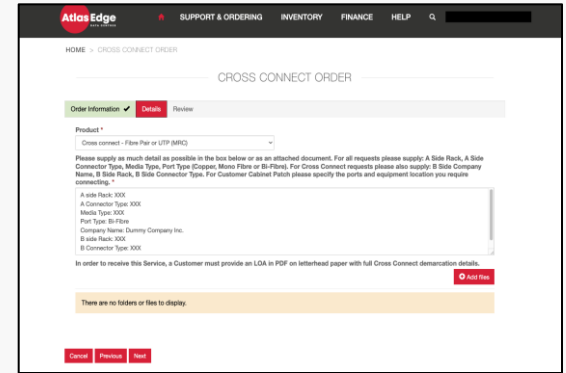 AtlasEdge
DATA CENTRES
SUPPORT & ORDERING INVENTORY FINANCE HELP
HOME > CROSS CONNECT ORDER
CROSS CONNECT ORDER
Order Information ✔ Details Review
Product *
Cross connect - Fibre Pair or UTP (MRC)
Please supply as much detail as possible in the box below or as an attached document. For all requests please supply: A Side Rack, A Side
Connector Type, Media Type, Port Type (Copper, Mono Fibre or Bi-Fibre). For Cross Connect requests please also supply: B Side Company
Name, B Side Rack, B Side Connector Type. For Customer Cabinet Patch please specify the ports and equipment location you require
connecting. *
A side Rack: XXX
A Connector Type: XXX
Media Type: XXX
Port Type: Bi-Fibre
Company Name: Dummy Company Inc.
B side Rack: XXX
B Connector Type: XXX
In order to receive this Service, a Customer must provide an LOA in PDF on letterhead paper with full Cross Connect demarcation details.
Add files
There are no folders or files to display.
Cancel Previous Next